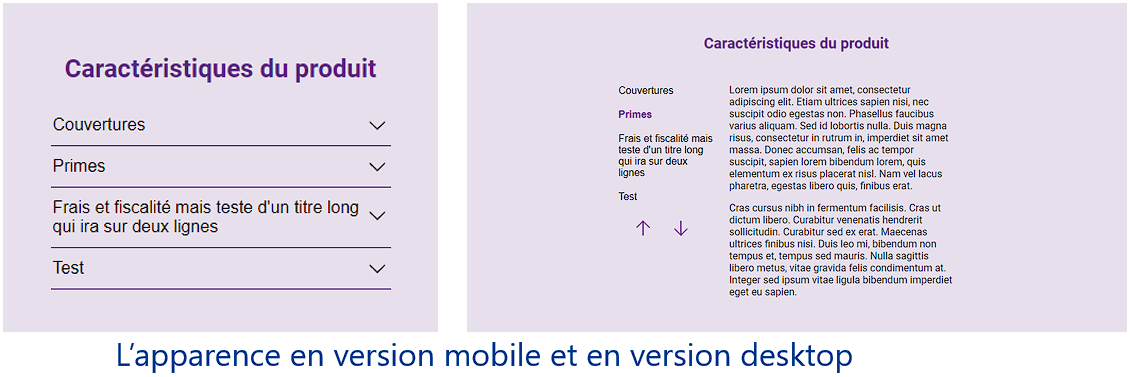 Caractéristiques du produit
Couvertures
Primes
Frais et fiscalité mais teste d'un titre long
qui ira sur deux lignes
Test
Caractéristiques du produit
Couvertures
Primes
Frais et fiscalité mais
teste d'un titre long
qui ira sur deux
lignes
Test
Lorem ipsum dolor sit amet, consectetur
adipiscing elit. Etiam ultrices sapien nisi, nec
suscipit odio egestas non. Phasellus faucibus
varius aliquam. Sed id lobortis nulla. Duis magna
risus, consectetur in rutrum in, imperdiet sit amet
massa. Donec accumsan, felis ac tempor
suscipit, sapien lorem bibendum lorem, quis
elementum ex risus placerat nisl. Nam vel lacus
pharetra, egestas libero quis, finibus erat.
Cras cursus nibh in fermentum facilisis. Cras ut
dictum libero. Curabitur venenatis hendrerit
sollicitudin. Curabitur sed ex erat. Maecenas
ultrices finibus nisi. Duis leo mi, bibendum non
tempus et, tempus sed mauris. Nulla sagittis
libero metus, vitae gravida felis condimentum at.
Integer sed ipsum vitae ligula bibendum imperdiet
eget eu sapien.
L’apparence en version mobile et en version desktop